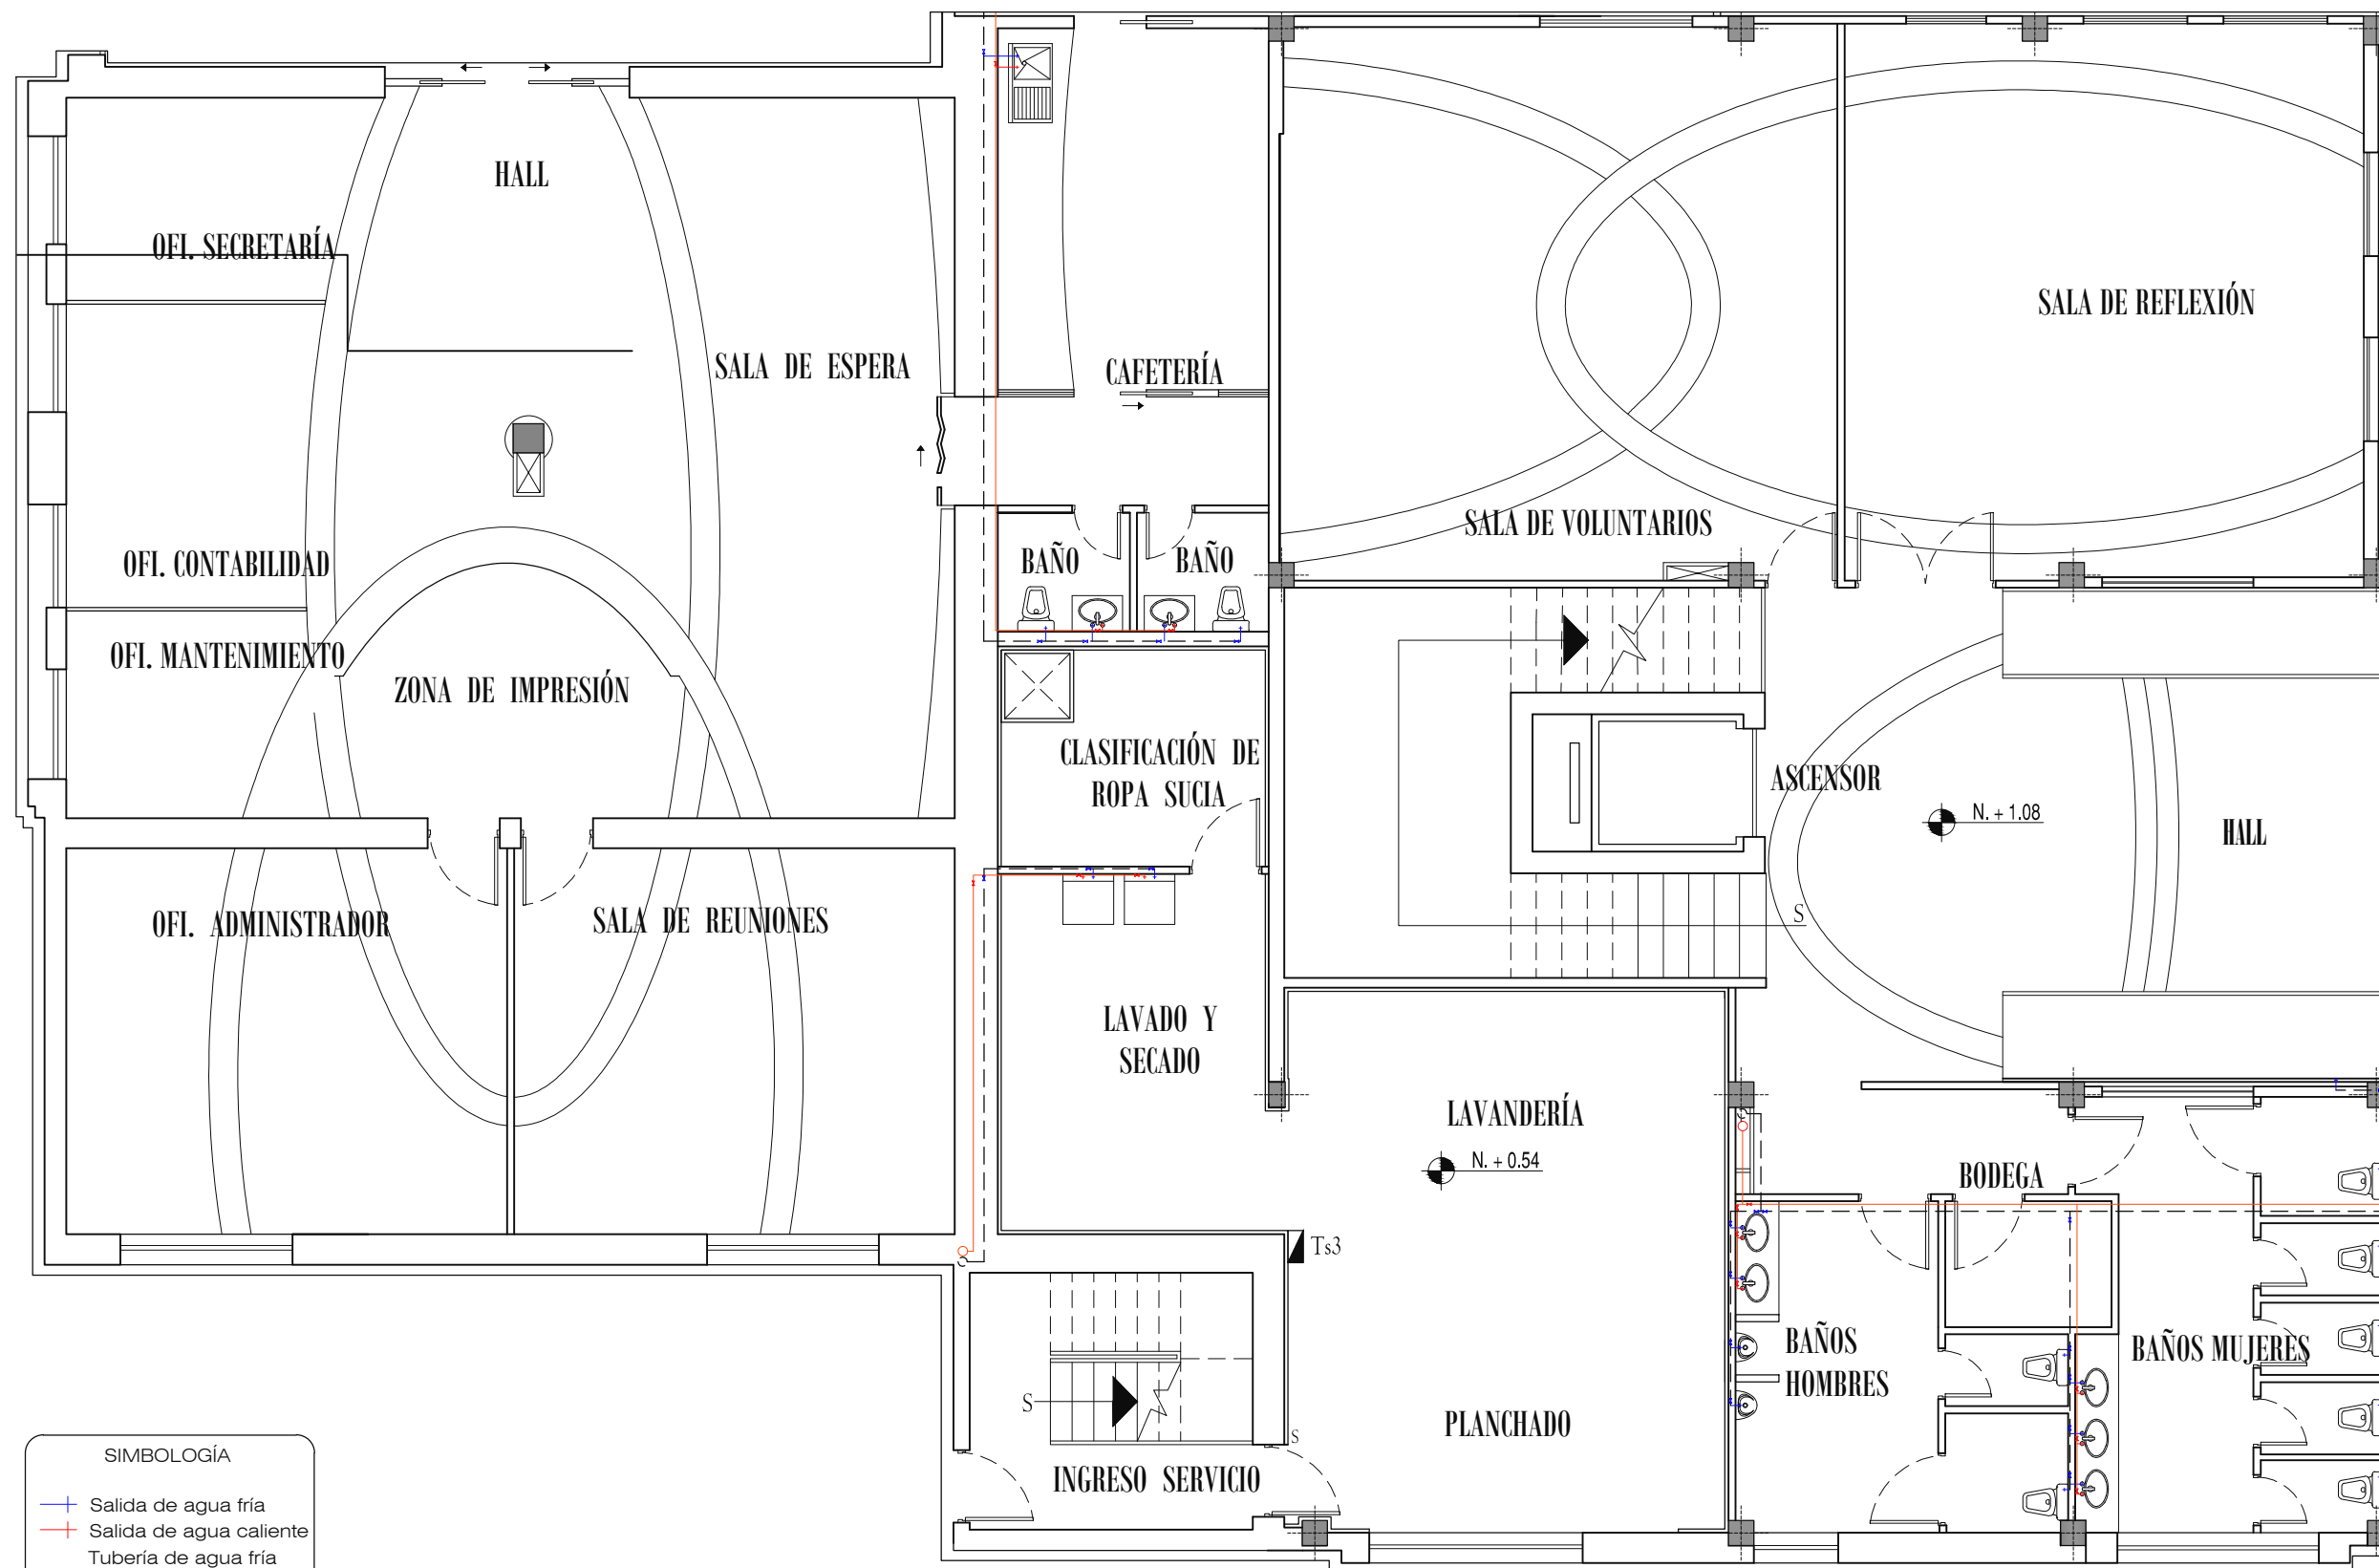 HALL
OFI. SECRETARÍA
SALA DE ESPERA
CAFETERÍA
SALA DE REFLEXIÓN
SALA DE VOLUNTARIOS
OFI. CONTABILIDAD
BAÑO
BAÑO
OFI. MANTENIMIENTO
ZONA DE IMPRESIÓN
CLASIFICACIÓN DE
ROPA SUCIA
ASCENSOR
N. + 1.08
HALL
OFI. ADMINISTRADOR
SALA DE REUNIONES
S
LAVADO Y
SECADO
LAVANDERÍA
N. + 0.54
BODEGA
Ts3
BAÑOS
HOMBRES
BAÑOS MUJERES
S
PLANCHADO
S
INGRESO SERVICIO
SIMBOLOGÍA
Salida de agua fría
Salida de agua caliente
Tubería de agua fría